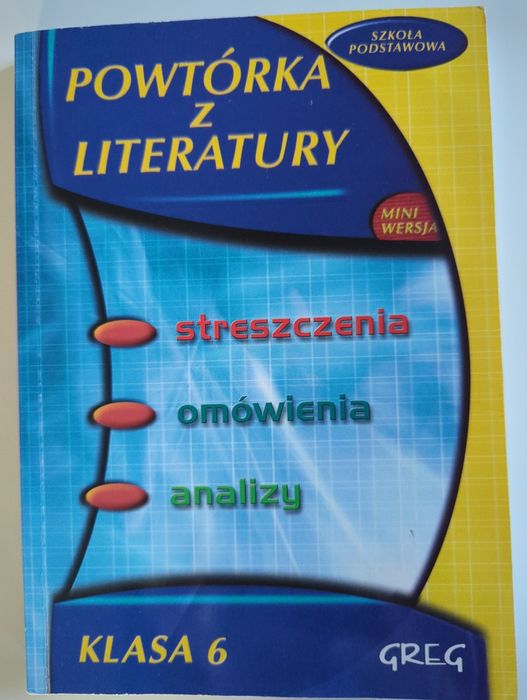 SZKOŁA
PODSTAWOWA
POWTÓRKA
Z
LITERATURY
MINI
WERSJA
streszczenia
omówienia
analizy
KLASA 6
GREG